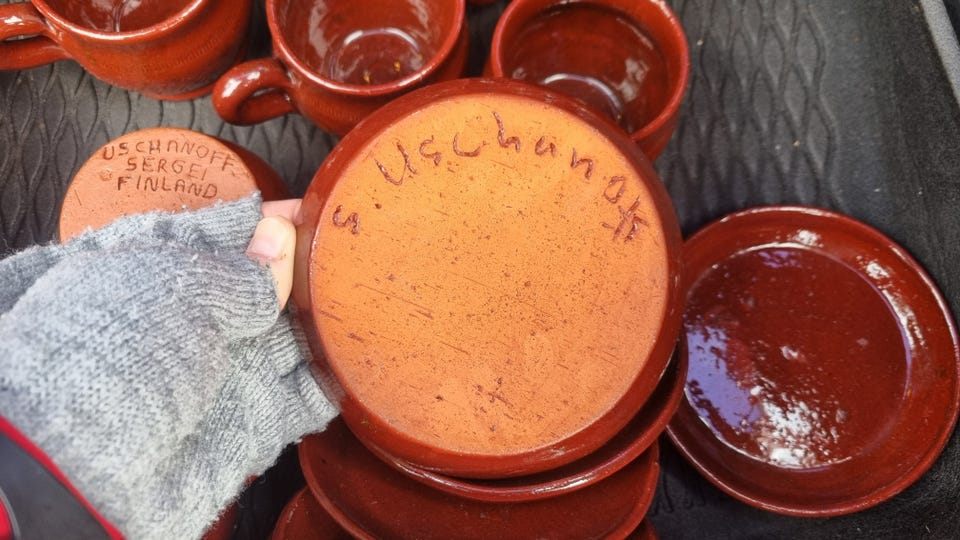 USCHANOFF
SERGEI
FINLAND
S. Uschanoff